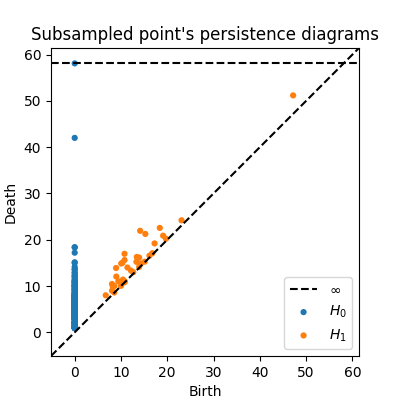 Subsampled point's persistence diagrams
60
50
40
30
20
10
0
Death
∞
H₀
H₁
0 10 20 30 40 50 60
Birth